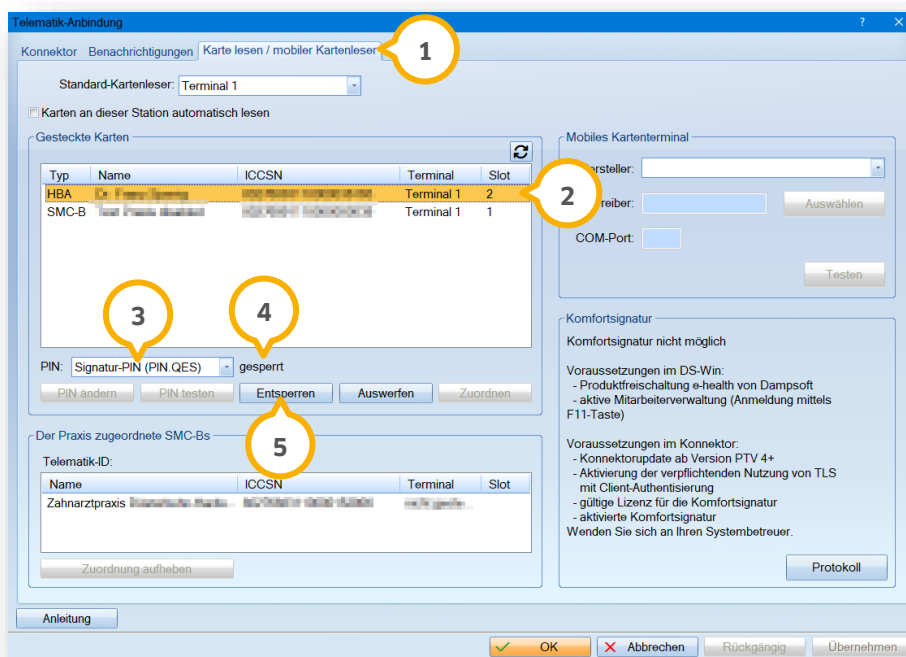 Telematik-Anbindung ?
Konnektor Benachrichtigungen Karte lesen / mobiler Kartenleser
1
Standard-Kartenleser: Terminal 1
Karten an dieser Station automatisch lesen
Gesteckte Karten
Typ Name ICCSN Terminal Slot
HBA Terminal 1 2
SMC-B Terminal 1 1
2
3
4
PIN: Signatur-PIN (PIN.QES) gesperrt
PIN ändern PIN testen Entsperren Auswerfen Zuordnen
5
Der Praxis zugeordnete SMC-Bs
Telematik-ID:
Name ICCSN Terminal Slot
Zahnarztpraxis
Zuordnung aufheben
Mobiles Kartenterminal
ersteller:
reiber: Auswählen
COM-Port:
Testen
Komfortsignatur
Komfortsignatur nicht möglich
Voraussetzungen im DS-Win:
- Produktfreischaltung e-health von Dampsoft
- aktive Mitarbeiterverwaltung (Anmeldung mittels
F11-Taste)
Voraussetzungen im Konnektor:
- Konnektorupdate ab Version PTV 4+
- Aktivierung der verpflichtenden Nutzung von TLS
mit Client-Authentisierung
- gültige Lizenz für die Komfortsignatur
- aktivierte Komfortsignatur
Wenden Sie sich an Ihren Systembetreuer.
Protokoll
Anleitung
OK Abbrechen Rückgängig Übernehmen